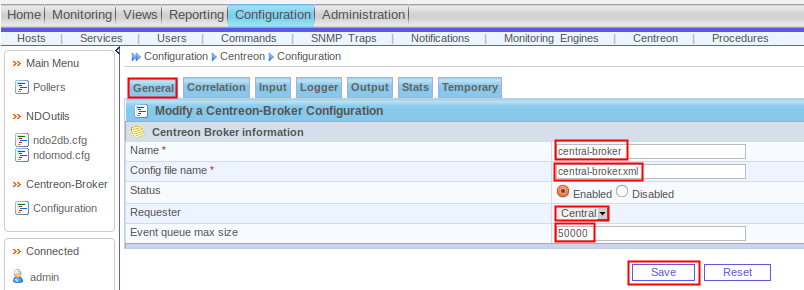 Home Monitoring Views Reporting Configuration Administration
Hosts | Services | Users | Commands | SNMP Traps | Notifications | Monitoring Engines | Centreon | Procedures
Main Menu
Pollers
NDOutils
ndo2db.cfg
ndomod.cfg
Centreon-Broker
Configuration
Connected
admin
Configuration Centreon Configuration
General Correlation Input Logger Output Stats Temporary
Modify a Centreon-Broker Configuration
Centreon Broker information
Name * central-broker
Config file name * central-broker.xml
Status Enabled Disabled
Requester Central
Event queue max size 50000
Save Reset